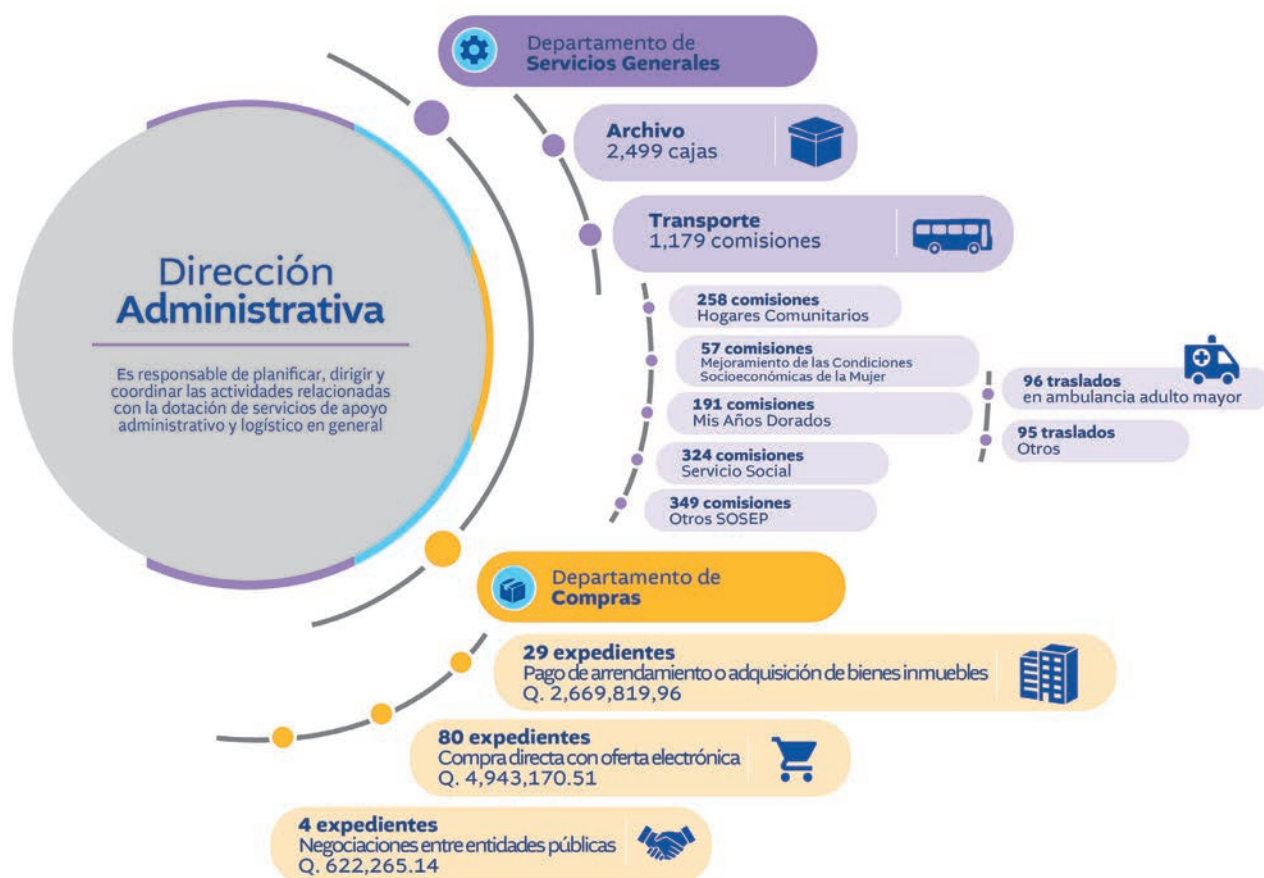 Departamento de
Servicios Generales
Archivo
2,499 cajas
Transporte
1,179 comisiones
258 comisiones
Hogares Comunitarios
57 comisiones
Mejoramiento de las Condiciones
Socioeconómicas de la Mujer
191 comisiones
Mis Años Dorados
96 traslados
en ambulancia adulto mayor
95 traslados
Otros
324 comisiones
Servicio Social
349 comisiones
Otros SOSEP
Dirección
Administrativa
Es responsable de planificar, dirigir y
coordinar las actividades relacionadas
con la dotación de servicios de apoyo
administrativo y logístico en general
Departamento de
Compras
29 expedientes
Pago de arrendamiento o adquisición de bienes inmuebles
Q. 2,669,819,96
80 expedientes
Compra directa con oferta electrónica
Q. 4,943,170.51
4 expedientes
Negociaciones entre entidades públicas
Q. 622,265.14